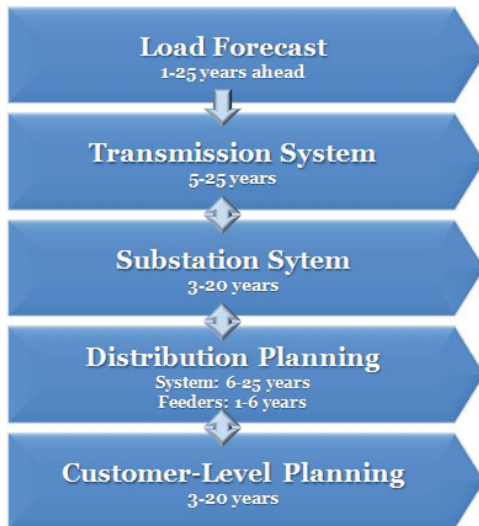 Load Forecast
1-25 years ahead
Transmission System
5-25 years
Substation Sytem
3-20 years
Distribution Planning
System: 6-25 years
Feeders: 1-6 years
Customer-Level Planning
3-20 years